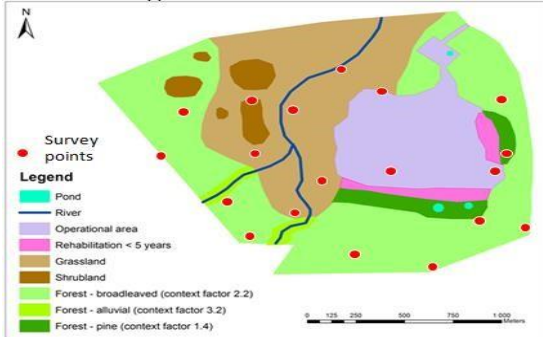 N
Survey
points
Legend
Pond
River
Operational area
Rehabilitation < 5 years
Grassland
Shrubland
Forest - broadleaved (context factor 2.2)
Forest - alluvial (context factor 3.2)
Forest - pine (context factor 1.4)
0 125 250 500 750 1 000
Meters